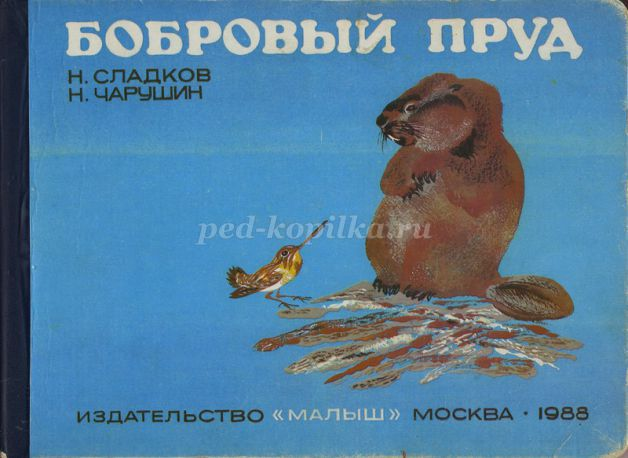 БОБРОВЫЙ ПРУД
Н. СЛАДКОВ
Н. ЧАРУШИН
ped-kopilka.ru
ИЗДАТЕЛЬСТВО «МАЛЫШ» МОСКВА · 1988